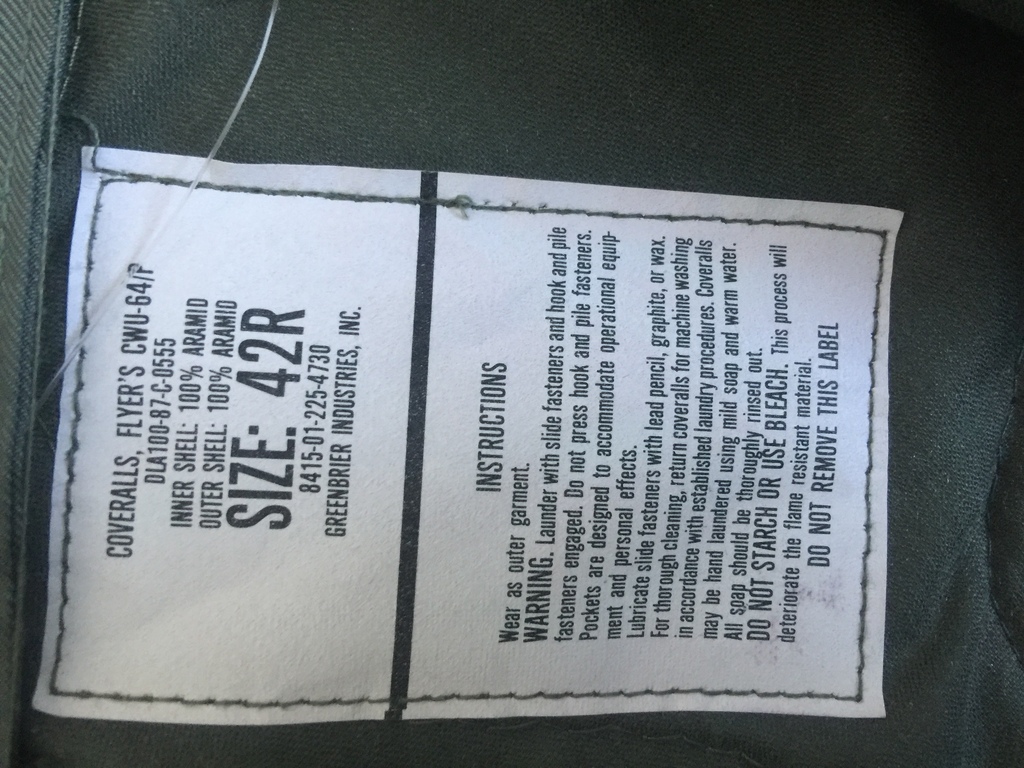 COVERALLS, FLYER'S CWU-64/P
DLA100-87-C-0555
INNER SHELL: 100% ARAMID
OUTER SHELL: 100% ARAMID
SIZE: 42R
8415-01-225-4730
GREENBRIER INDUSTRIES, INC.
INSTRUCTIONS
Wear as outer garment.
WARNING. Launder with slide fasteners and hook and pile
fasteners engaged. Do not press hook and pile fasteners.
Pockets are designed to accommodate operational equip-
ment and personal effects.
Lubricate slide fasteners with lead pencil, graphite, or wax.
For thorough cleaning, return coveralls for machine washing
in accordance with established laundry procedures. Coveralls
may be hand laundered using mild soap and warm water.
All soap should be thoroughly rinsed out.
DO NOT STARCH OR USE BLEACH. This process will
deteriorate the flame resistant material.
DO NOT REMOVE THIS LABEL